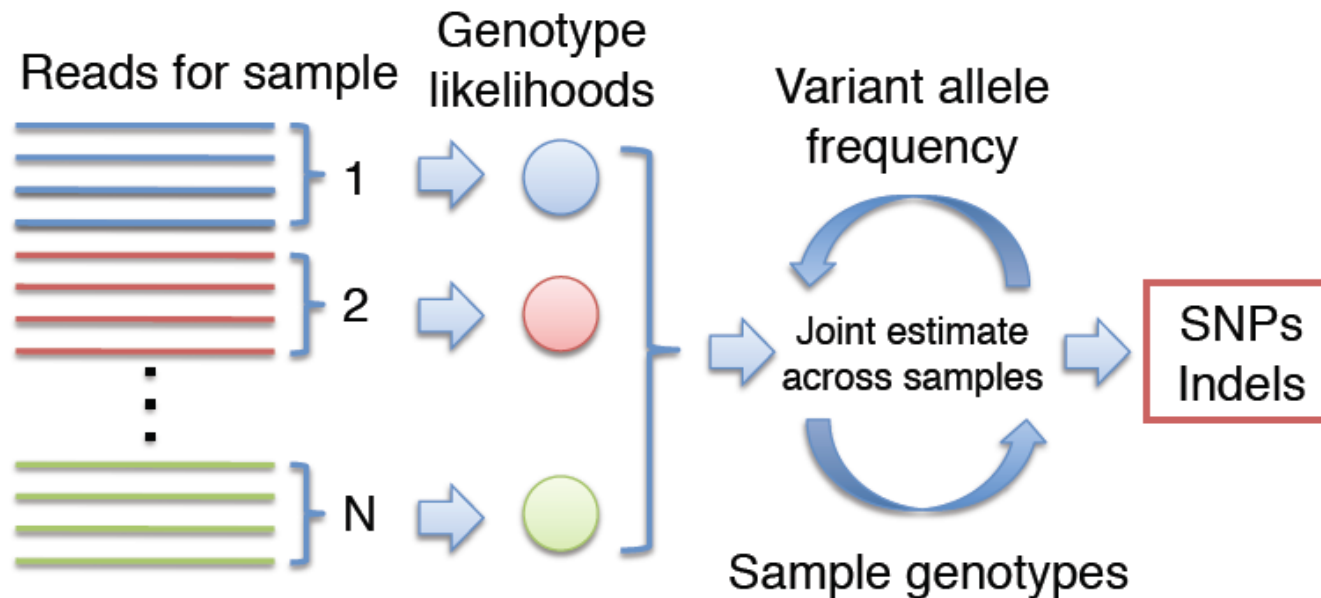 Reads for sample
Genotype
likelihoods
1
2
N
Variant allele
frequency
Joint estimate
across samples
Sample genotypes
SNPs
Indels